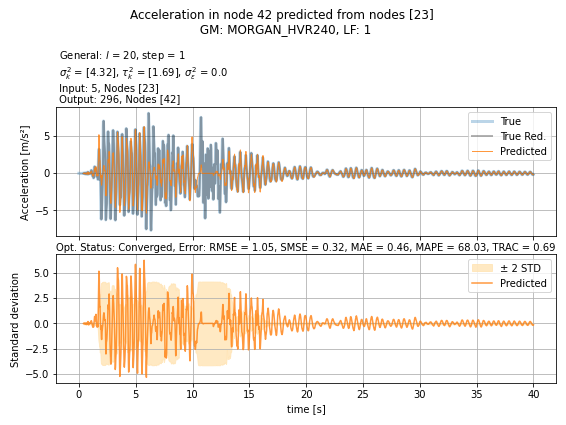 Acceleration in node 42 predicted from nodes [23]
GM: MORGAN_HVR240, LF: 1
General: l = 20, step = 1
σ²ₖ = [4.32], τ²ₖ = [1.69], σ²ε = 0.0
Input: 5, Nodes [23]
Output: 296, Nodes [42]
Acceleration [m/s²]
5
0
−5
True
True Red.
Predicted
Opt. Status: Converged, Error: RMSE = 1.05, SMSE = 0.32, MAE = 0.46, MAPE = 68.03, TRAC = 0.69
Standard deviation
5.0
2.5
0.0
−2.5
−5.0
± 2 STD
Predicted
0 5 10 15 20 25 30 35 40
time [s]